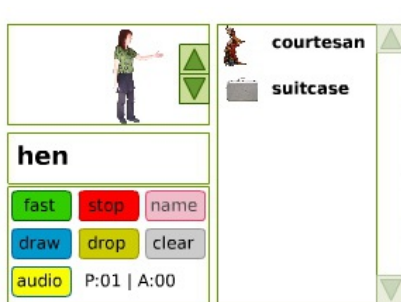 courtesan
suitcase
hen
fast stop name
draw drop clear
audio P:01 | A:00